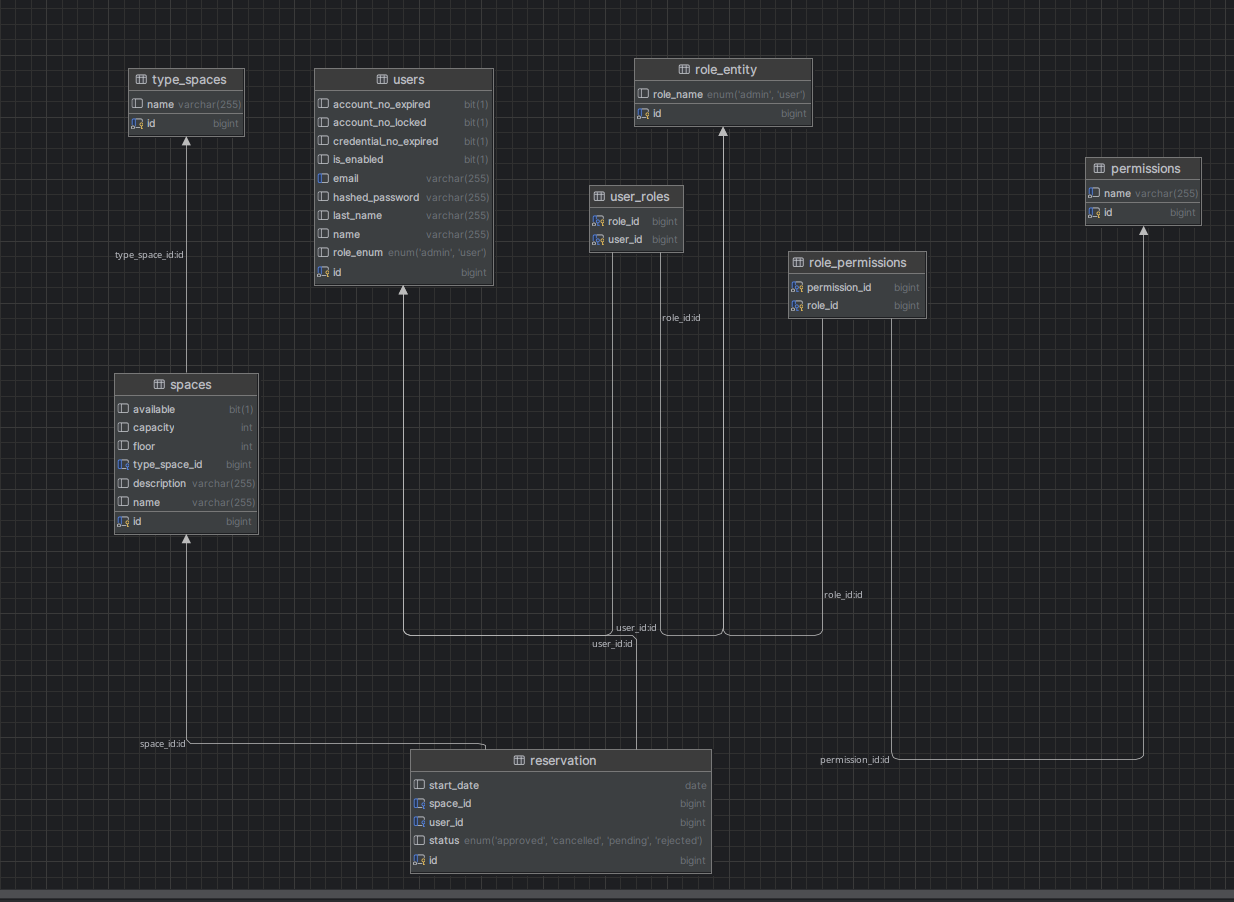 type_spaces
name varchar(255)
id bigint
users
account_no_expired bit(1)
account_no_locked bit(1)
credential_no_expired bit(1)
is_enabled bit(1)
email varchar(255)
hashed_password varchar(255)
last_name varchar(255)
name varchar(255)
role_enum enum('admin', 'user')
id bigint
role_entity
role_name enum('admin', 'user')
id bigint
user_roles
role_id bigint
user_id bigint
permissions
name varchar(255)
id bigint
role_permissions
permission_id bigint
role_id bigint
type_space_id:id
role_id:id
spaces
available bit(1)
capacity int
floor int
type_space_id bigint
description varchar(255)
name varchar(255)
id bigint
role_id:id
user_id:id
user_id:id
space_id:id
permission_id:id
reservation
start_date date
space_id bigint
user_id bigint
status enum('approved', 'cancelled', 'pending', 'rejected')
id bigint